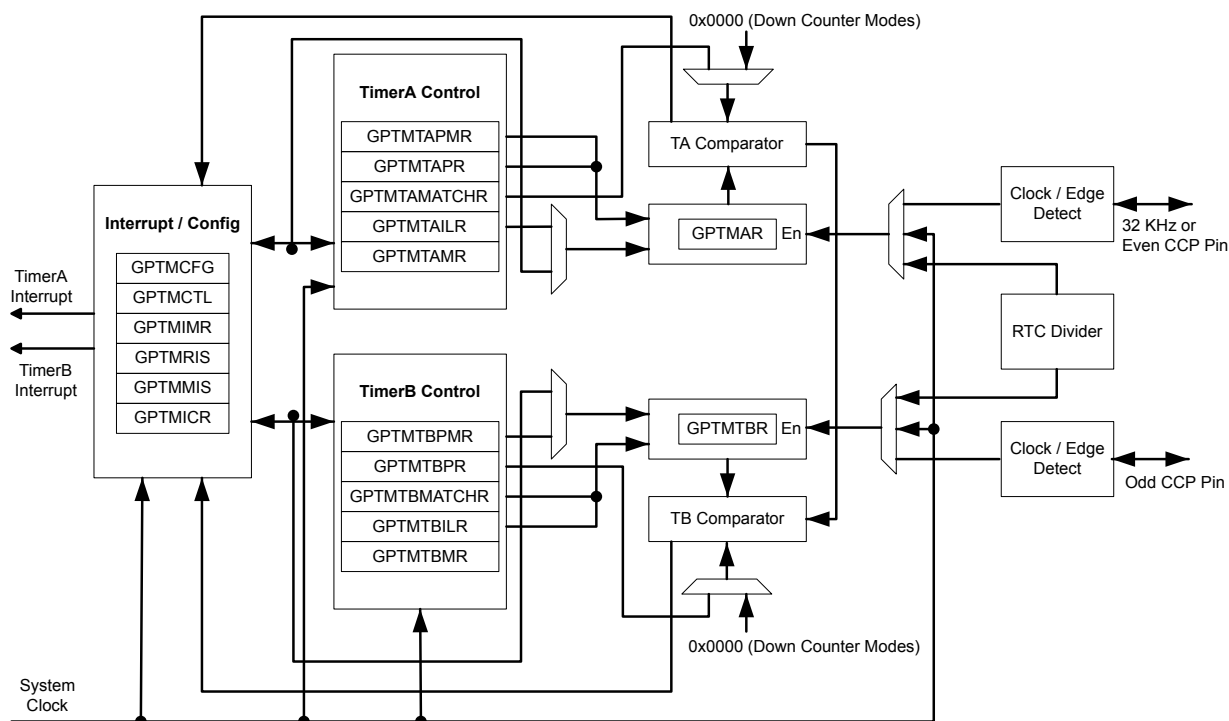 0x0000 (Down Counter Modes)
TimerA Control
GPTMTAPMR
GPTMTAPR
GPTMTAMATCHR
GPTMTAILR
GPTMTAMR
TA Comparator
GPTMAR
En
Clock / Edge
Detect
32 KHz or
Even CCP Pin
Interrupt / Config
GPTMCFG
GPTMCTL
GPTMIMR
GPTMRIS
GPTMMIS
GPTMICR
TimerA
Interrupt
TimerB
Interrupt
RTC Divider
TimerB Control
GPTMTBPMR
GPTMTBPR
GPTMTBMATCHR
GPTMTBILR
GPTMTBMR
GPTMTBR
En
TB Comparator
Clock / Edge
Detect
Odd CCP Pin
0x0000 (Down Counter Modes)
System
Clock